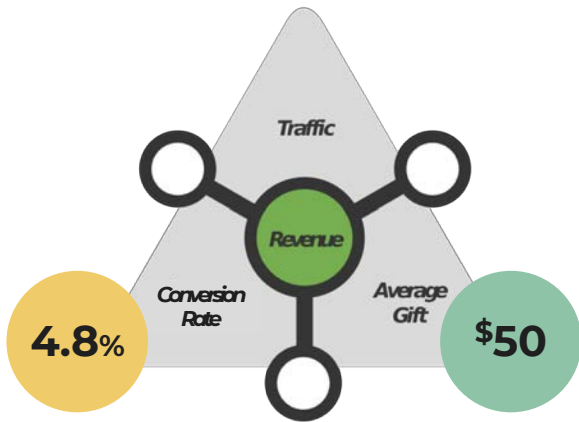 Traffic
Revenue
Conversion
Rate
Average
Gift
4.8%
$50